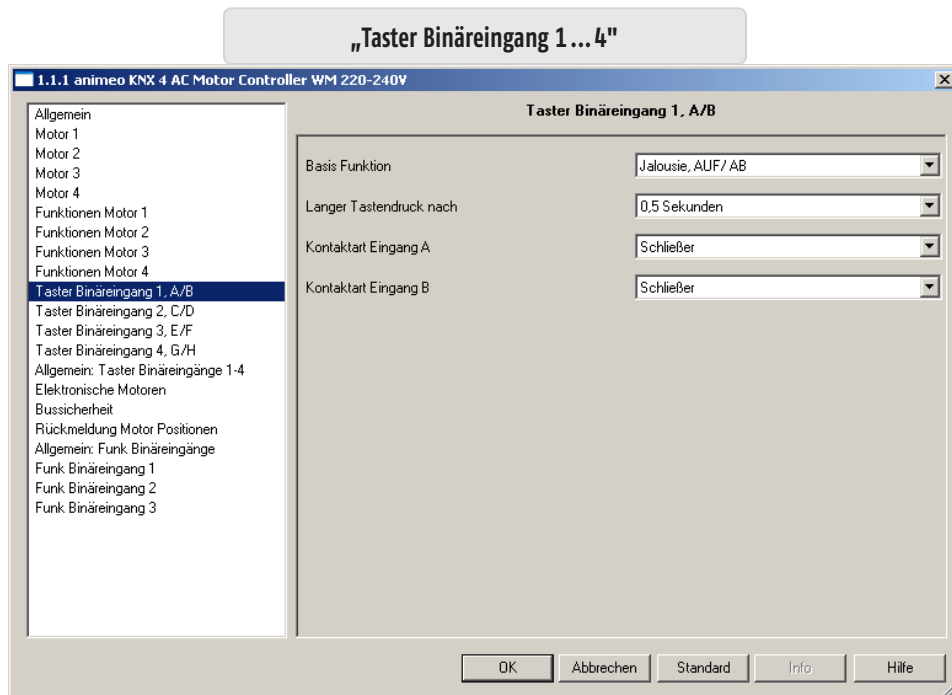 „Taster Binäreingang 1 ... 4"
1.1.1 animeo KNX 4 AC Motor Controller WM 220-240V
Allgemein
Motor 1
Motor 2
Motor 3
Motor 4
Funktionen Motor 1
Funktionen Motor 2
Funktionen Motor 3
Funktionen Motor 4
Taster Binäreingang 1, A/B
Taster Binäreingang 2, C/D
Taster Binäreingang 3, E/F
Taster Binäreingang 4, G/H
Allgemein: Taster Binäreingänge 1-4
Elektronische Motoren
Bussicherheit
Rückmeldung Motor Positionen
Allgemein: Funk Binäreingänge
Funk Binäreingang 1
Funk Binäreingang 2
Funk Binäreingang 3
Taster Binäreingang 1, A/B
Basis Funktion
Jalousie, AUF/ AB
Langer Tastendruck nach
0,5 Sekunden
Kontaktart Eingang A
Schließer
Kontaktart Eingang B
Schließer
OK
Abbrechen
Standard
Info
Hilfe